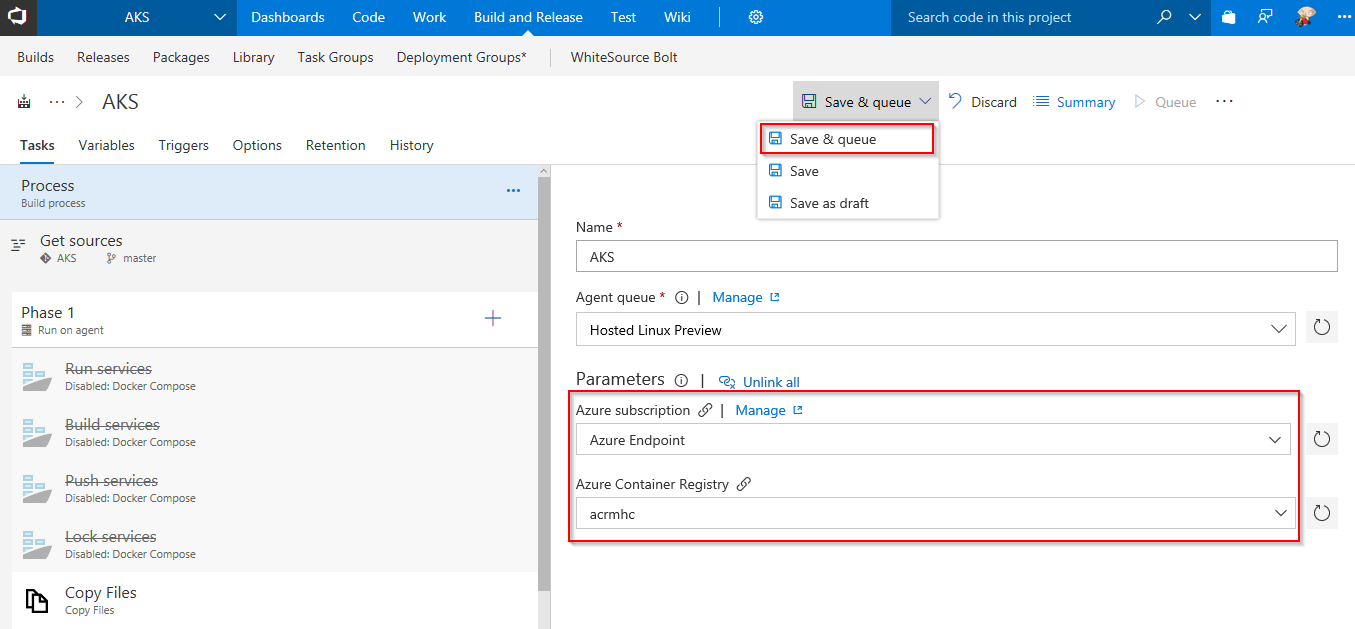 AKS Dashboards Code Work Build and Release Test Wiki Search code in this project
Builds Releases Packages Library Task Groups Deployment Groups* WhiteSource Bolt
AKS Save & queue Discard Summary Queue
Save & queue
Save
Save as draft
Tasks Variables Triggers Options Retention History
Process
Build process
Get sources
AKS master
Phase 1
Run on agent
Run services
Disabled: Docker Compose
Build services
Disabled: Docker Compose
Push services
Disabled: Docker Compose
Lock services
Disabled: Docker Compose
Copy Files
Copy Files
Name *
AKS
Agent queue * | Manage
Hosted Linux Preview
Parameters | Unlink all
Azure subscription | Manage
Azure Endpoint
Azure Container Registry
acrmhc